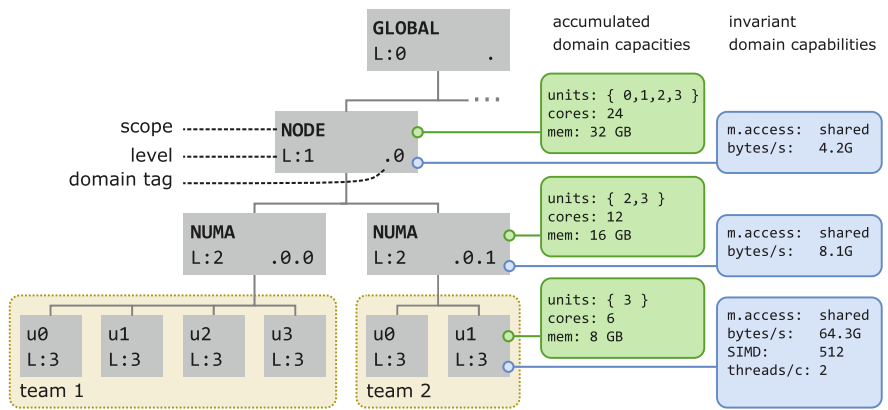 accumulated
domain capacities
invariant
domain capabilities
GLOBAL
L:0 .
...
units: { 0,1,2,3 }
cores: 24
mem: 32 GB
scope
level
domain tag
NODE
L:1 .0
m.access: shared
bytes/s: 4.2G
NUMA
L:2 .0.0
NUMA
L:2 .0.1
units: { 2,3 }
cores: 12
mem: 16 GB
m.access: shared
bytes/s: 8.1G
u0
L:3
u1
L:3
u2
L:3
u3
L:3
team 1
u0
L:3
u1
L:3
team 2
units: { 3 }
cores: 6
mem: 8 GB
m.access: shared
bytes/s: 64.3G
SIMD: 512
threads/c: 2